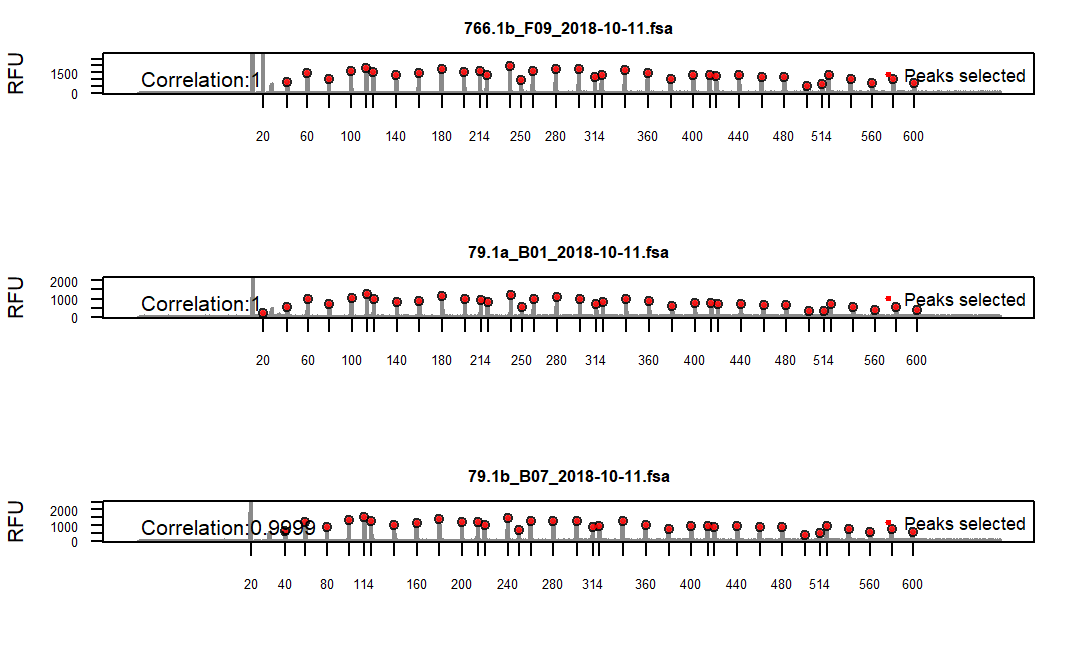 766.1b_F09_2018-10-11.fsa
RFU
1500
0
Correlation:1
Peaks selected
20 60 100 140 180 214 250 280 314 360 400 440 480 514 560 600
79.1a_B01_2018-10-11.fsa
RFU
2000
1000
0
Correlation:1
Peaks selected
20 60 100 140 180 214 250 280 314 360 400 440 480 514 560 600
79.1b_B07_2018-10-11.fsa
RFU
2000
1000
0
Correlation:0.9999
Peaks selected
20 40 80 114 160 200 240 280 314 360 400 440 480 514 560 600